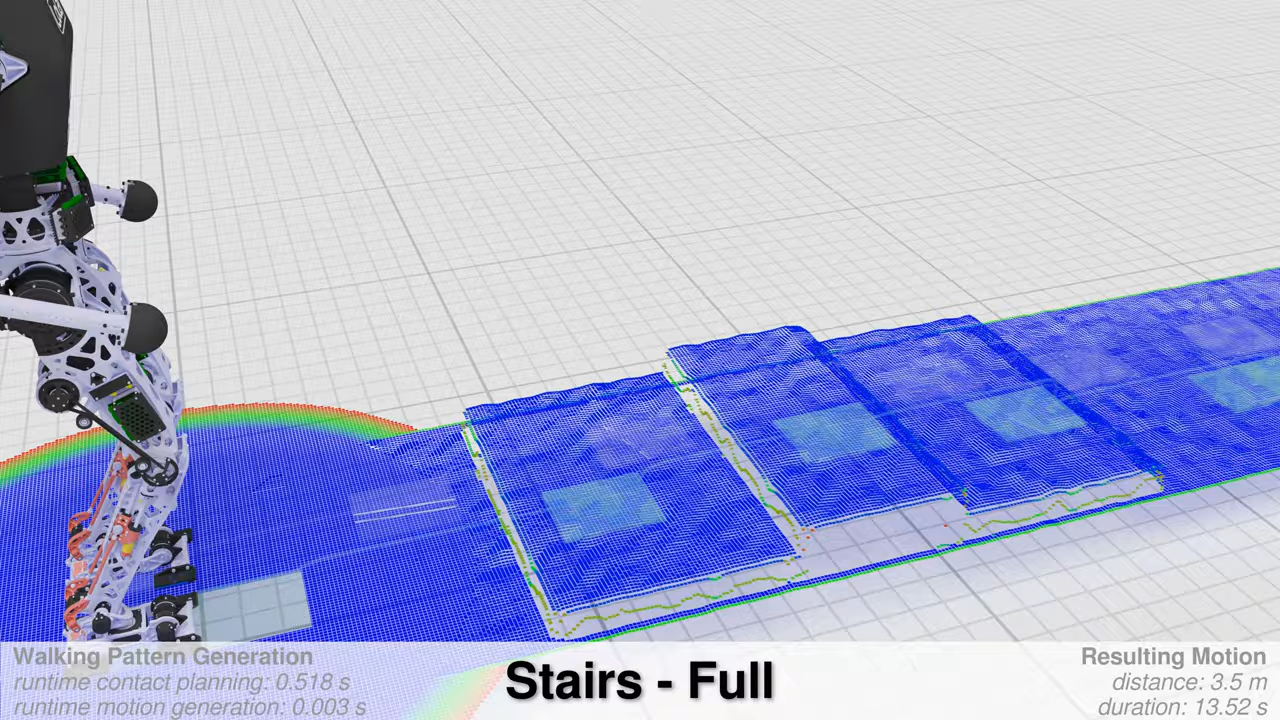 Walking Pattern Generation
runtime contact planning: 0.518 s
runtime motion generation: 0.003 s
Stairs - Full
Resulting Motion
distance: 3.5 m
duration: 13.52 s